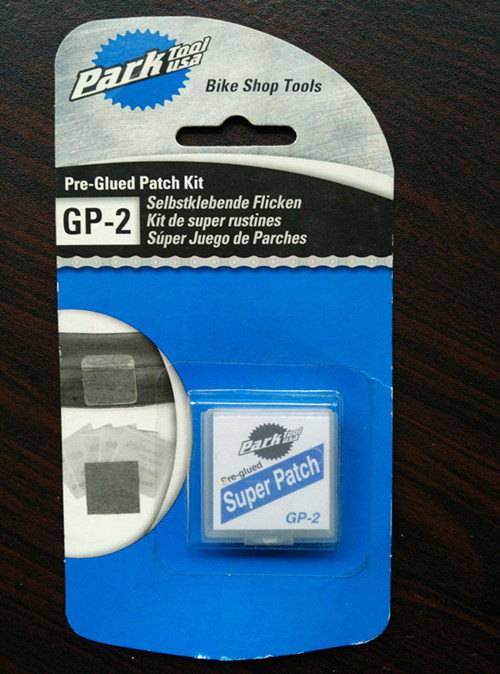 Park Tool usa
Bike Shop Tools
Pre-Glued Patch Kit
GP-2
Selbstklebende Flicken
Kit de super rustines
Súper Juego de Parches
Park Tool usa
Pre-glued
Super Patch
GP-2